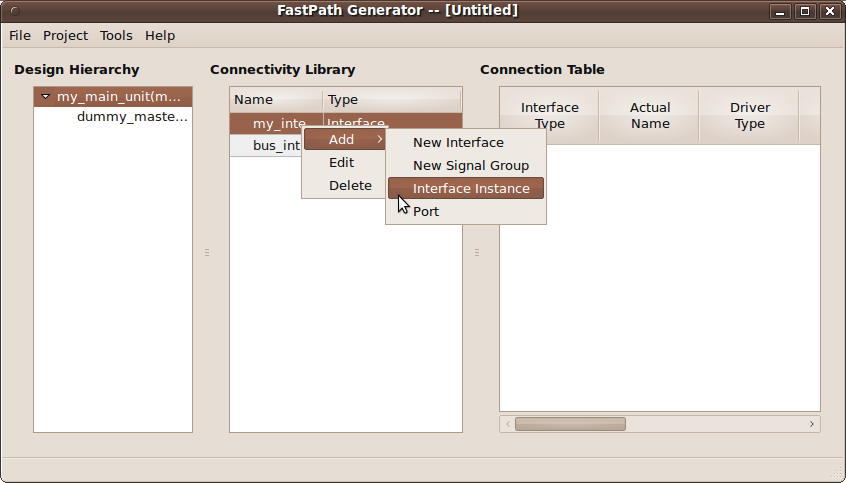 FastPath Generator -- [Untitled]
File Project Tools Help
Design Hierarchy
Connectivity Library
Connection Table
my_main_unit(m...
dummy_maste...
Name Type
my_inte Interface
bus_int
Add
Edit
Delete
New Interface
New Signal Group
Interface Instance
Port
Interface
Type
Actual
Name
Driver
Type